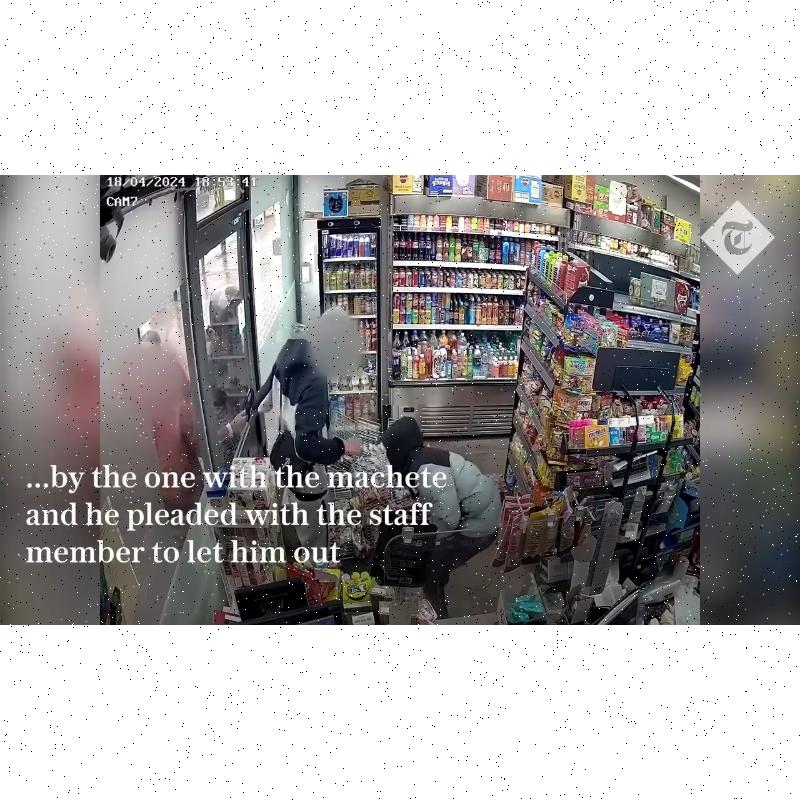 18/04/2024 18:53:41
CAM7
T
...by the one with the machete
and he pleaded with the staff
member to let him out